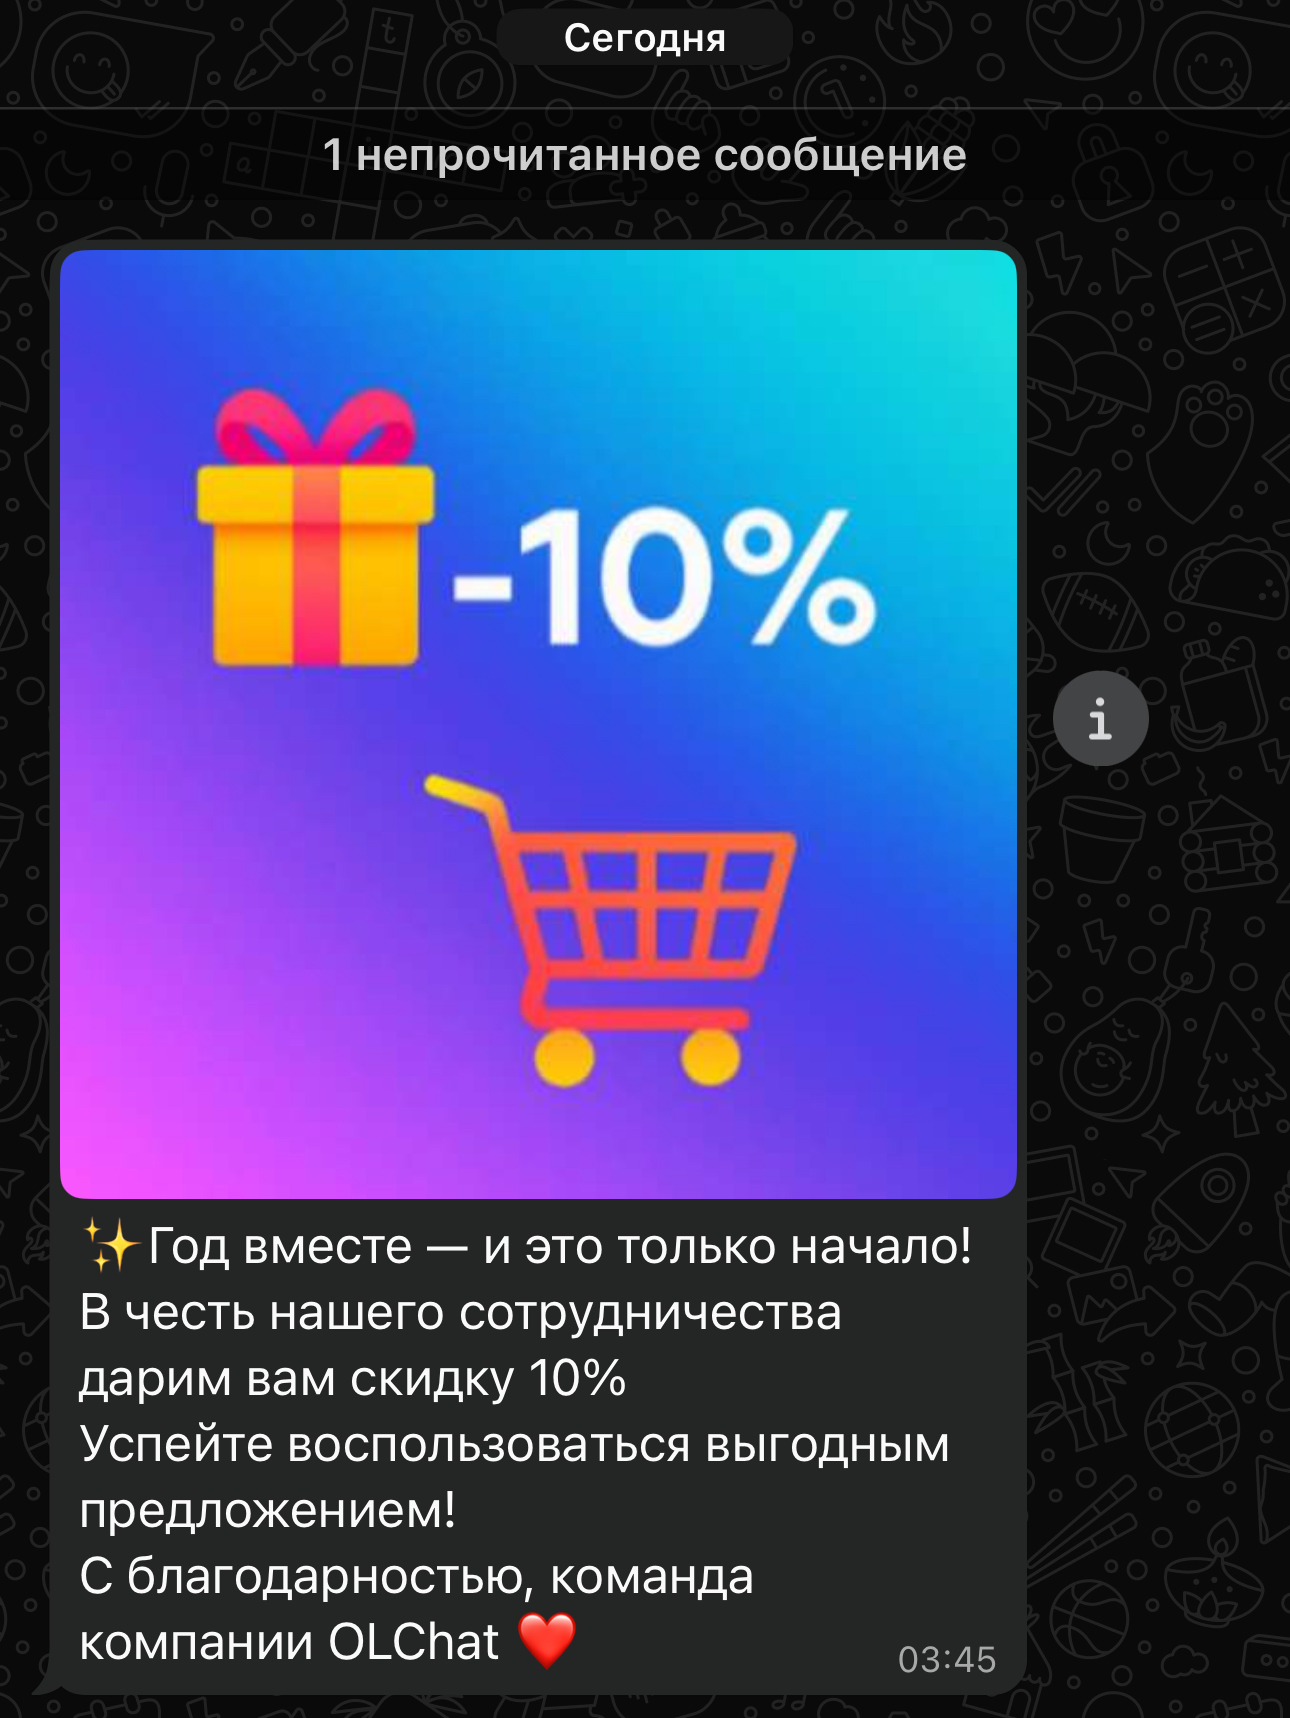 Сегодня
1 непрочитанное сообщение
-10%
✨Год вместе — и это только начало!
В честь нашего сотрудничества
дарим вам скидку 10%
Успейте воспользоваться выгодным
предложением!
С благодарностью, команда
компании OLChat ❤️
03:45